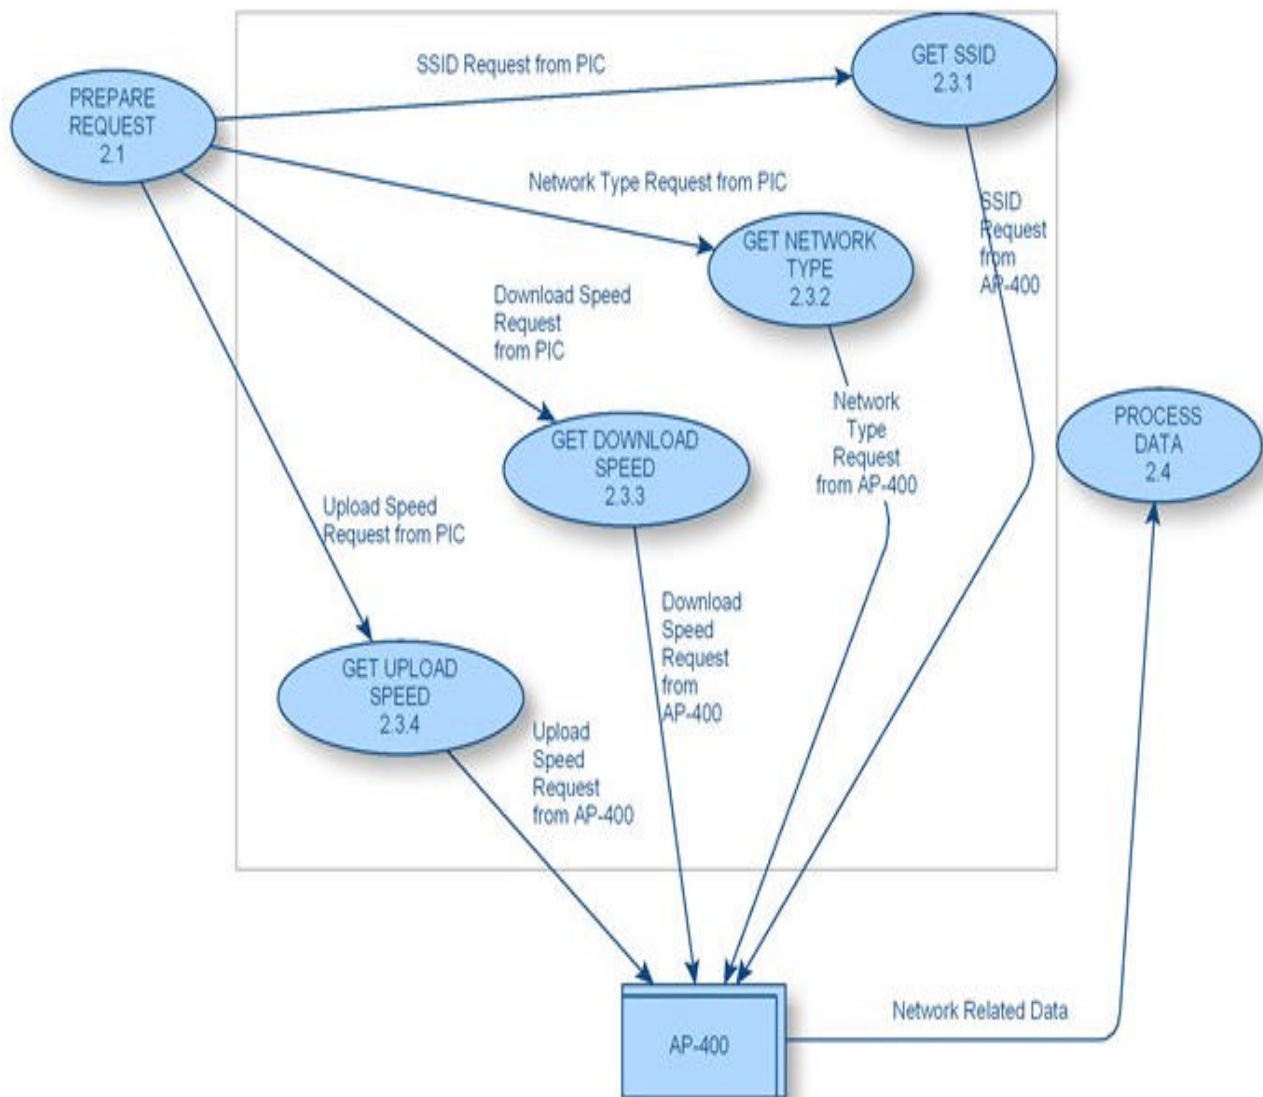 GET SSID
2.3.1
SSID Request from PIC
PREPARE
REQUEST
2.1
Network Type Request from PIC
SSID
Request
from
AP-400
GET NETWORK
TYPE
2.3.2
Download Speed
Request
from PIC
Network
Type
Request
from AP-400
PROCESS
DATA
2.4
GET DOWNLOAD
SPEED
2.3.3
Upload Speed
Request from PIC
Download
Speed
Request
from
AP-400
GET UPLOAD
SPEED
2.3.4
Upload
Speed
Request
from AP-400
Network Related Data
AP-400